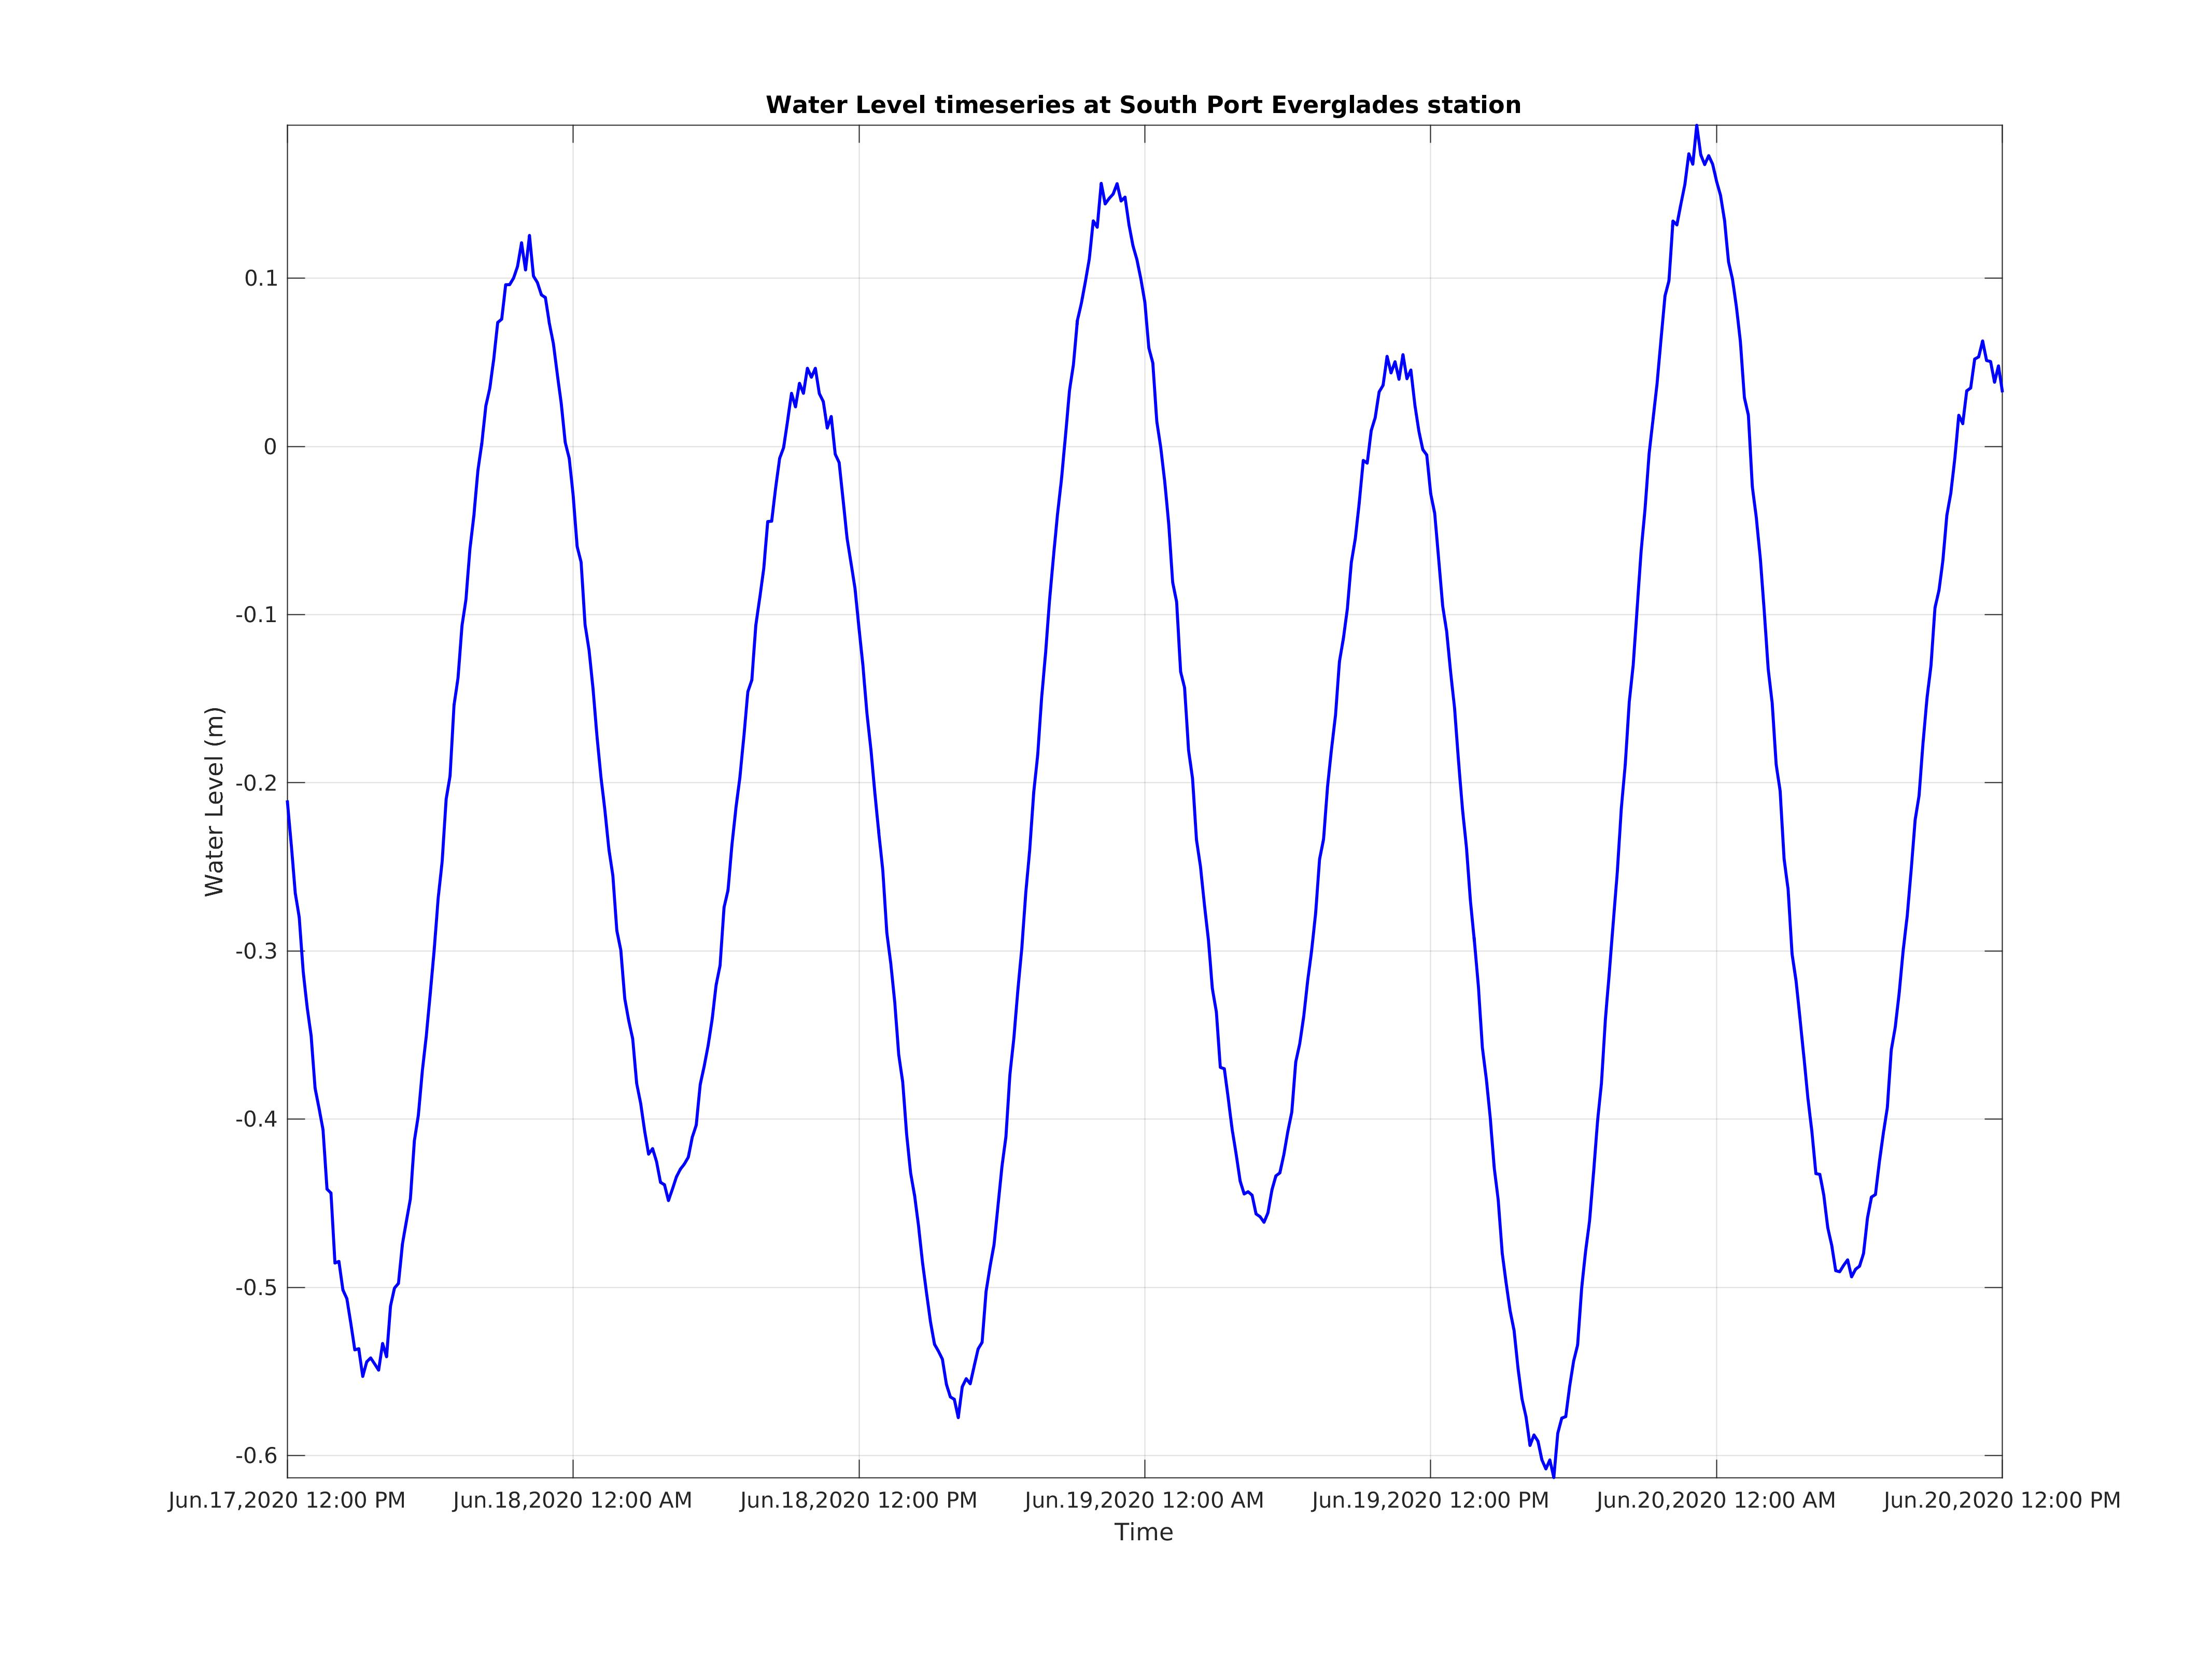 Water Level timeseries at South Port Everglades station
0.1
0
-0.1
-0.2
-0.3
-0.4
-0.5
-0.6
Water Level (m)
Jun.17,2020 12:00 PM
Jun.18,2020 12:00 AM
Jun.18,2020 12:00 PM
Jun.19,2020 12:00 AM
Jun.19,2020 12:00 PM
Jun.20,2020 12:00 AM
Jun.20,2020 12:00 PM
Time